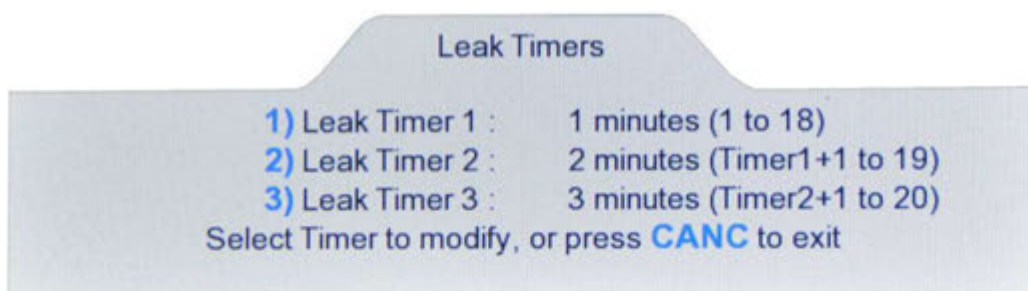 Leak Timers
1) Leak Timer 1 : 1 minutes (1 to 18)
2) Leak Timer 2 : 2 minutes (Timer1+1 to 19)
3) Leak Timer 3 : 3 minutes (Timer2+1 to 20)
Select Timer to modify, or press CANC to exit